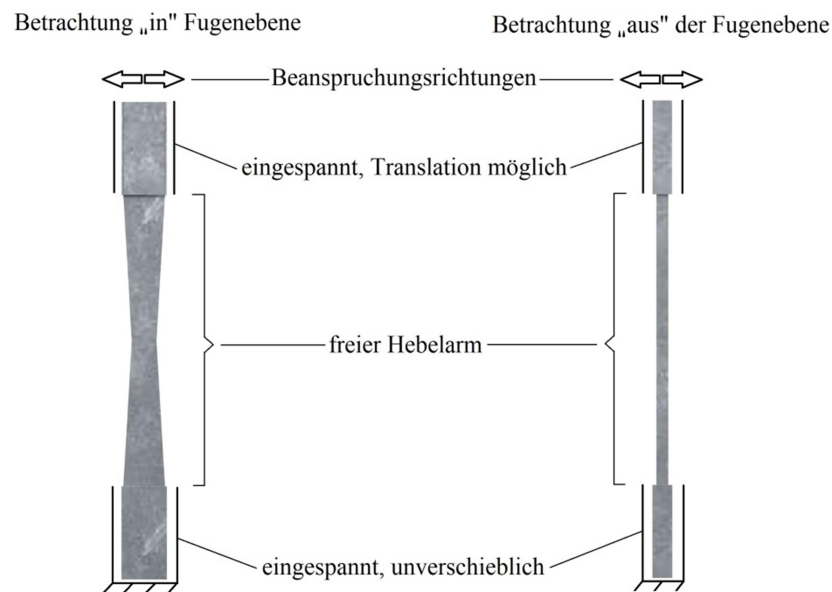 Betrachtung „in" Fugenebene
Betrachtung „aus" der Fugenebene
Beanspruchungsrichtungen
eingespannt, Translation möglich
freier Hebelarm
eingespannt, unverschieblich